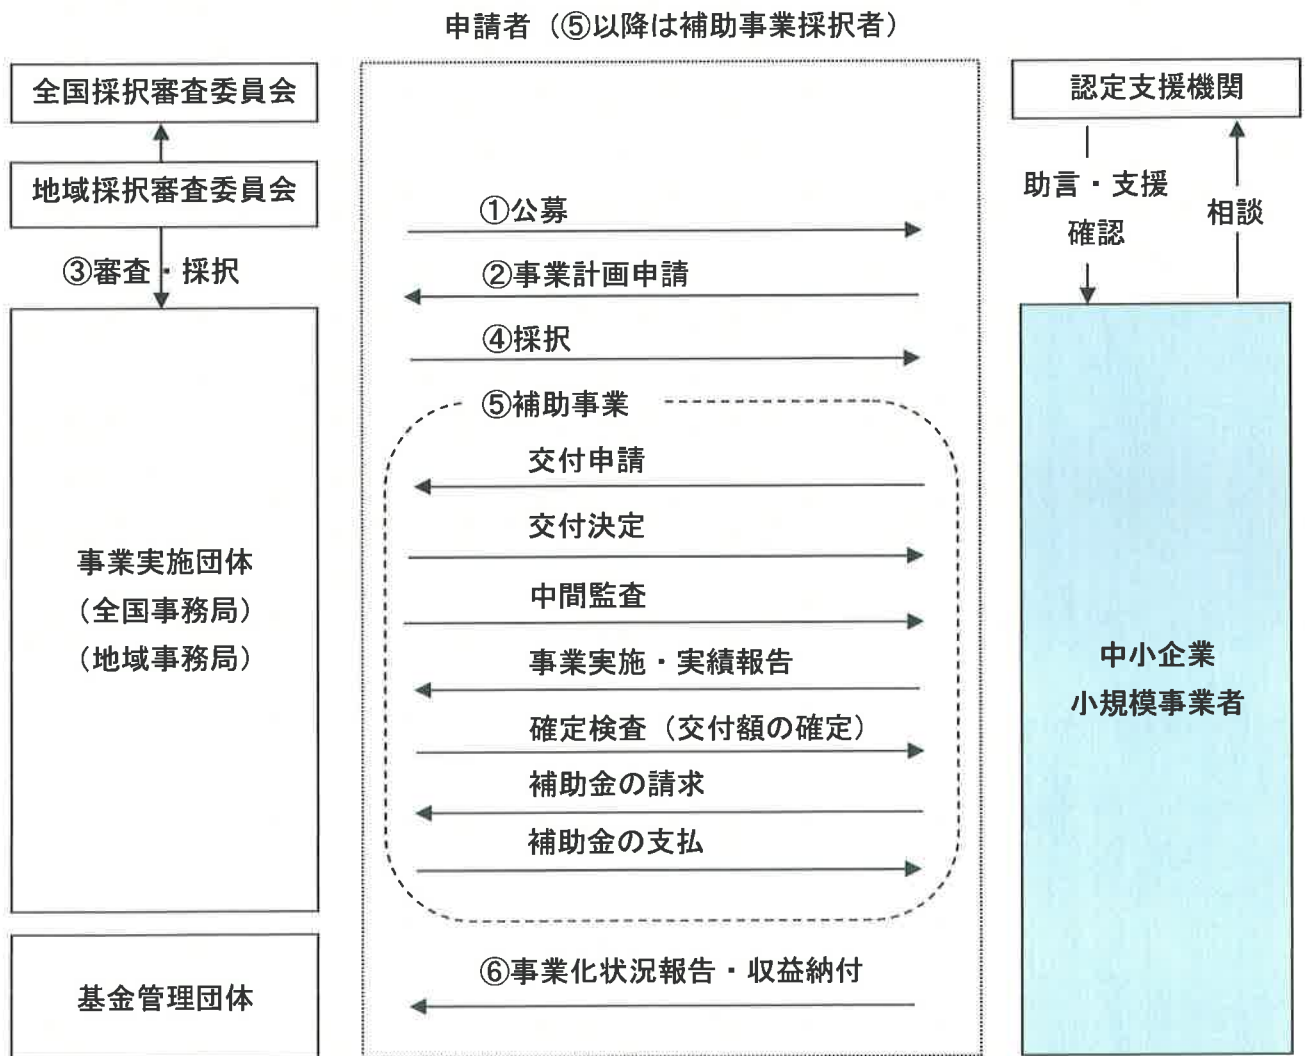 申請者（⑤以降は補助事業採択者）
全国採択審査委員会
地域採択審査委員会
③審査・採択
事業実施団体
（全国事務局）
（地域事務局）
基金管理団体
①公募
②事業計画申請
④採択
⑤補助事業
交付申請
交付決定
中間監査
事業実施・実績報告
確定検査（交付額の確定）
補助金の請求
補助金の支払
⑥事業化状況報告・収益納付
認定支援機関
助言・支援
確認
相談
中小企業
小規模事業者